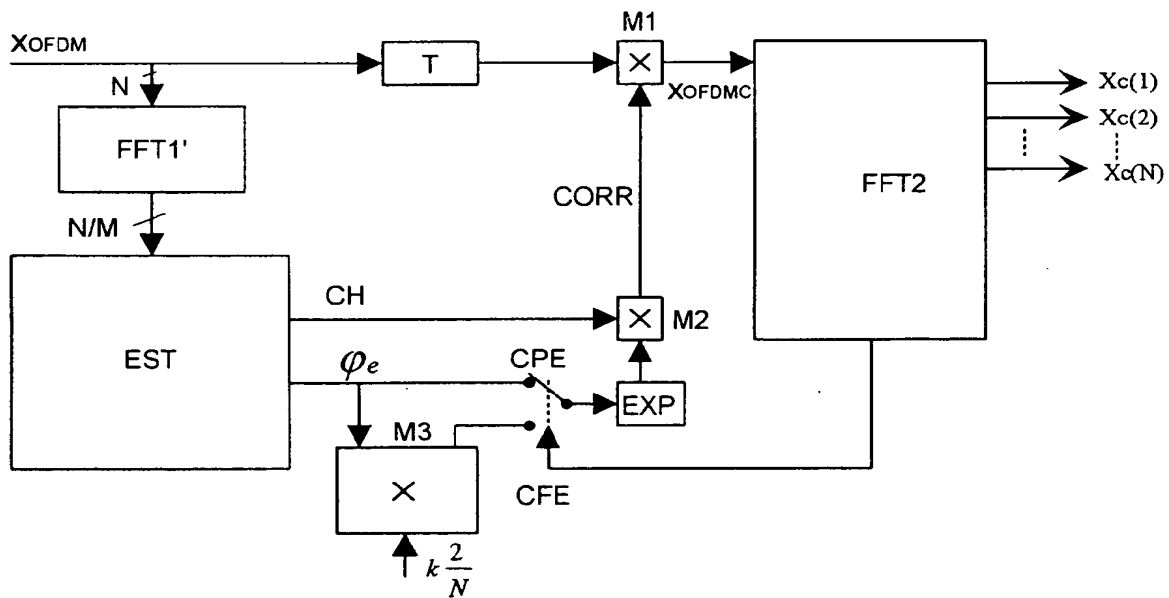 XOFDM
N
FFT1'
N/M
EST
T
M1
×
XOFDMC
FFT2
Xc(1)
Xc(2)
Xc(N)
CORR
CH
×
M2
φe
CPE
EXP
M3
×
CFE
k 2/N